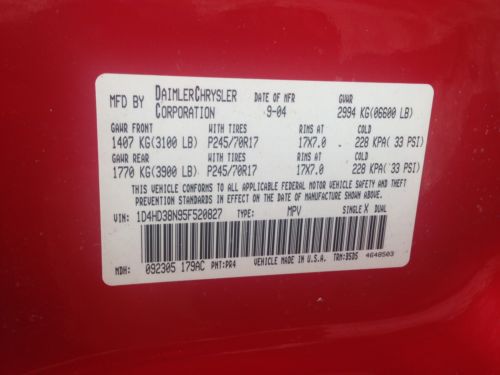 MFD BY DAIMLERCHRYSLER CORPORATION DATE OF MFR 9-04 GVWR 2994 KG(06600 LB)
GAWR FRONT WITH TIRES RIMS AT COLD
1407 KG(3100 LB) P245/70R17 17X7.0 228 KPA( 33 PSI)
GAWR REAR WITH TIRES RIMS AT COLD
1770 KG(3900 LB) P245/70R17 17X7.0 228 KPA( 33 PSI)
THIS VEHICLE CONFORMS TO ALL APPLICABLE FEDERAL MOTOR VEHICLE SAFETY AND THEFT
PREVENTION STANDARDS IN EFFECT ON THE DATE OF MANUFACTURE SHOWN ABOVE.
VIN: 1D4HD38N95F520827 TYPE: MPV SINGLE X DUAL
MDH: 092305 179AC PNT:PR4 VEHICLE MADE IN U.S.A. TRM:B5D5 4648503